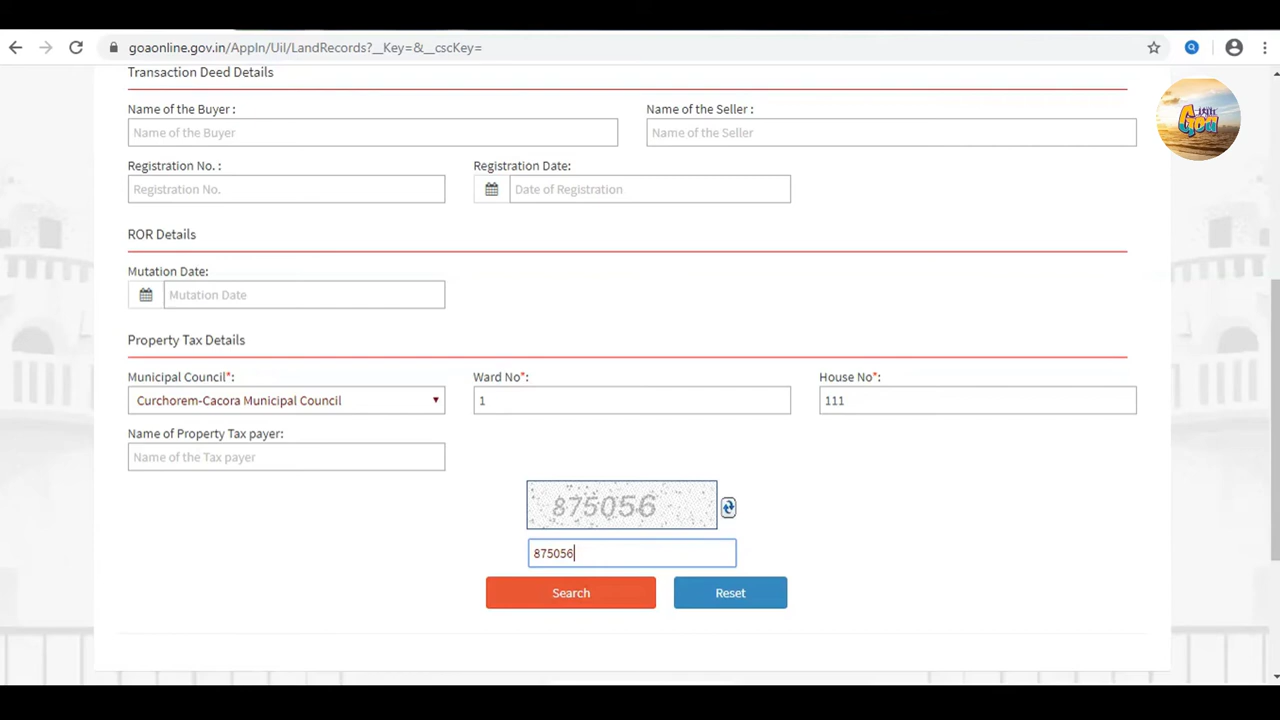 goaonline.gov.in/AppIn/Uil/LandRecords?__Key=&__cscKey=
Transaction Deed Details
Name of the Buyer : Name of the Seller :
Name of the Buyer Name of the Seller
Registration No. : Registration Date:
Registration No. Date of Registration
ROR Details
Mutation Date:
Mutation Date
Property Tax Details
Municipal Council*: Ward No*: House No*:
Curchorem-Cacora Municipal Council 1 111
Name of Property Tax payer:
Name of the Tax payer
875056
875056
Search Reset
Goa